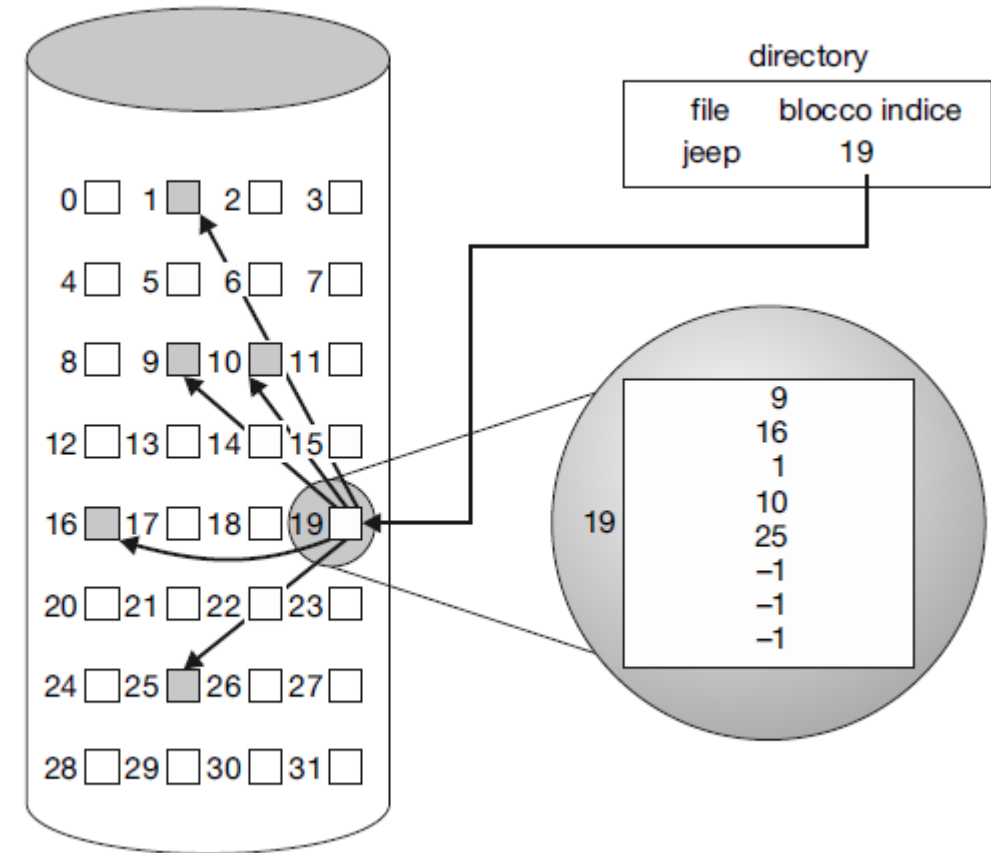 directory
file blocco indice
jeep 19
0 1 2 3
4 5 6 7
8 9 10 11
12 13 14 15
16 17 18 19
20 21 22 23
24 25 26 27
28 29 30 31
19
9
16
1
10
25
–1
–1
–1